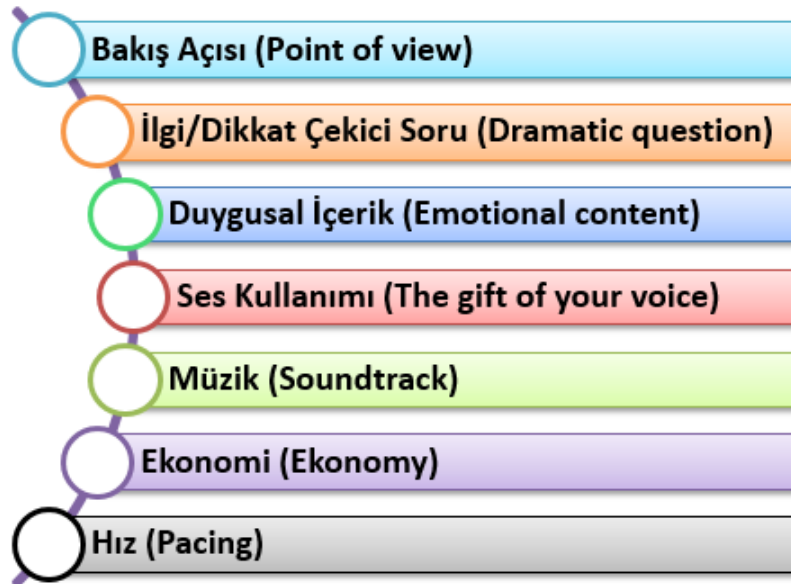 Bakış Açısı (Point of view)
İlgi/Dikkat Çekici Soru (Dramatic question)
Duygusal İçerik (Emotional content)
Ses Kullanımı (The gift of your voice)
Müzik (Soundtrack)
Ekonomi (Ekonomy)
Hız (Pacing)